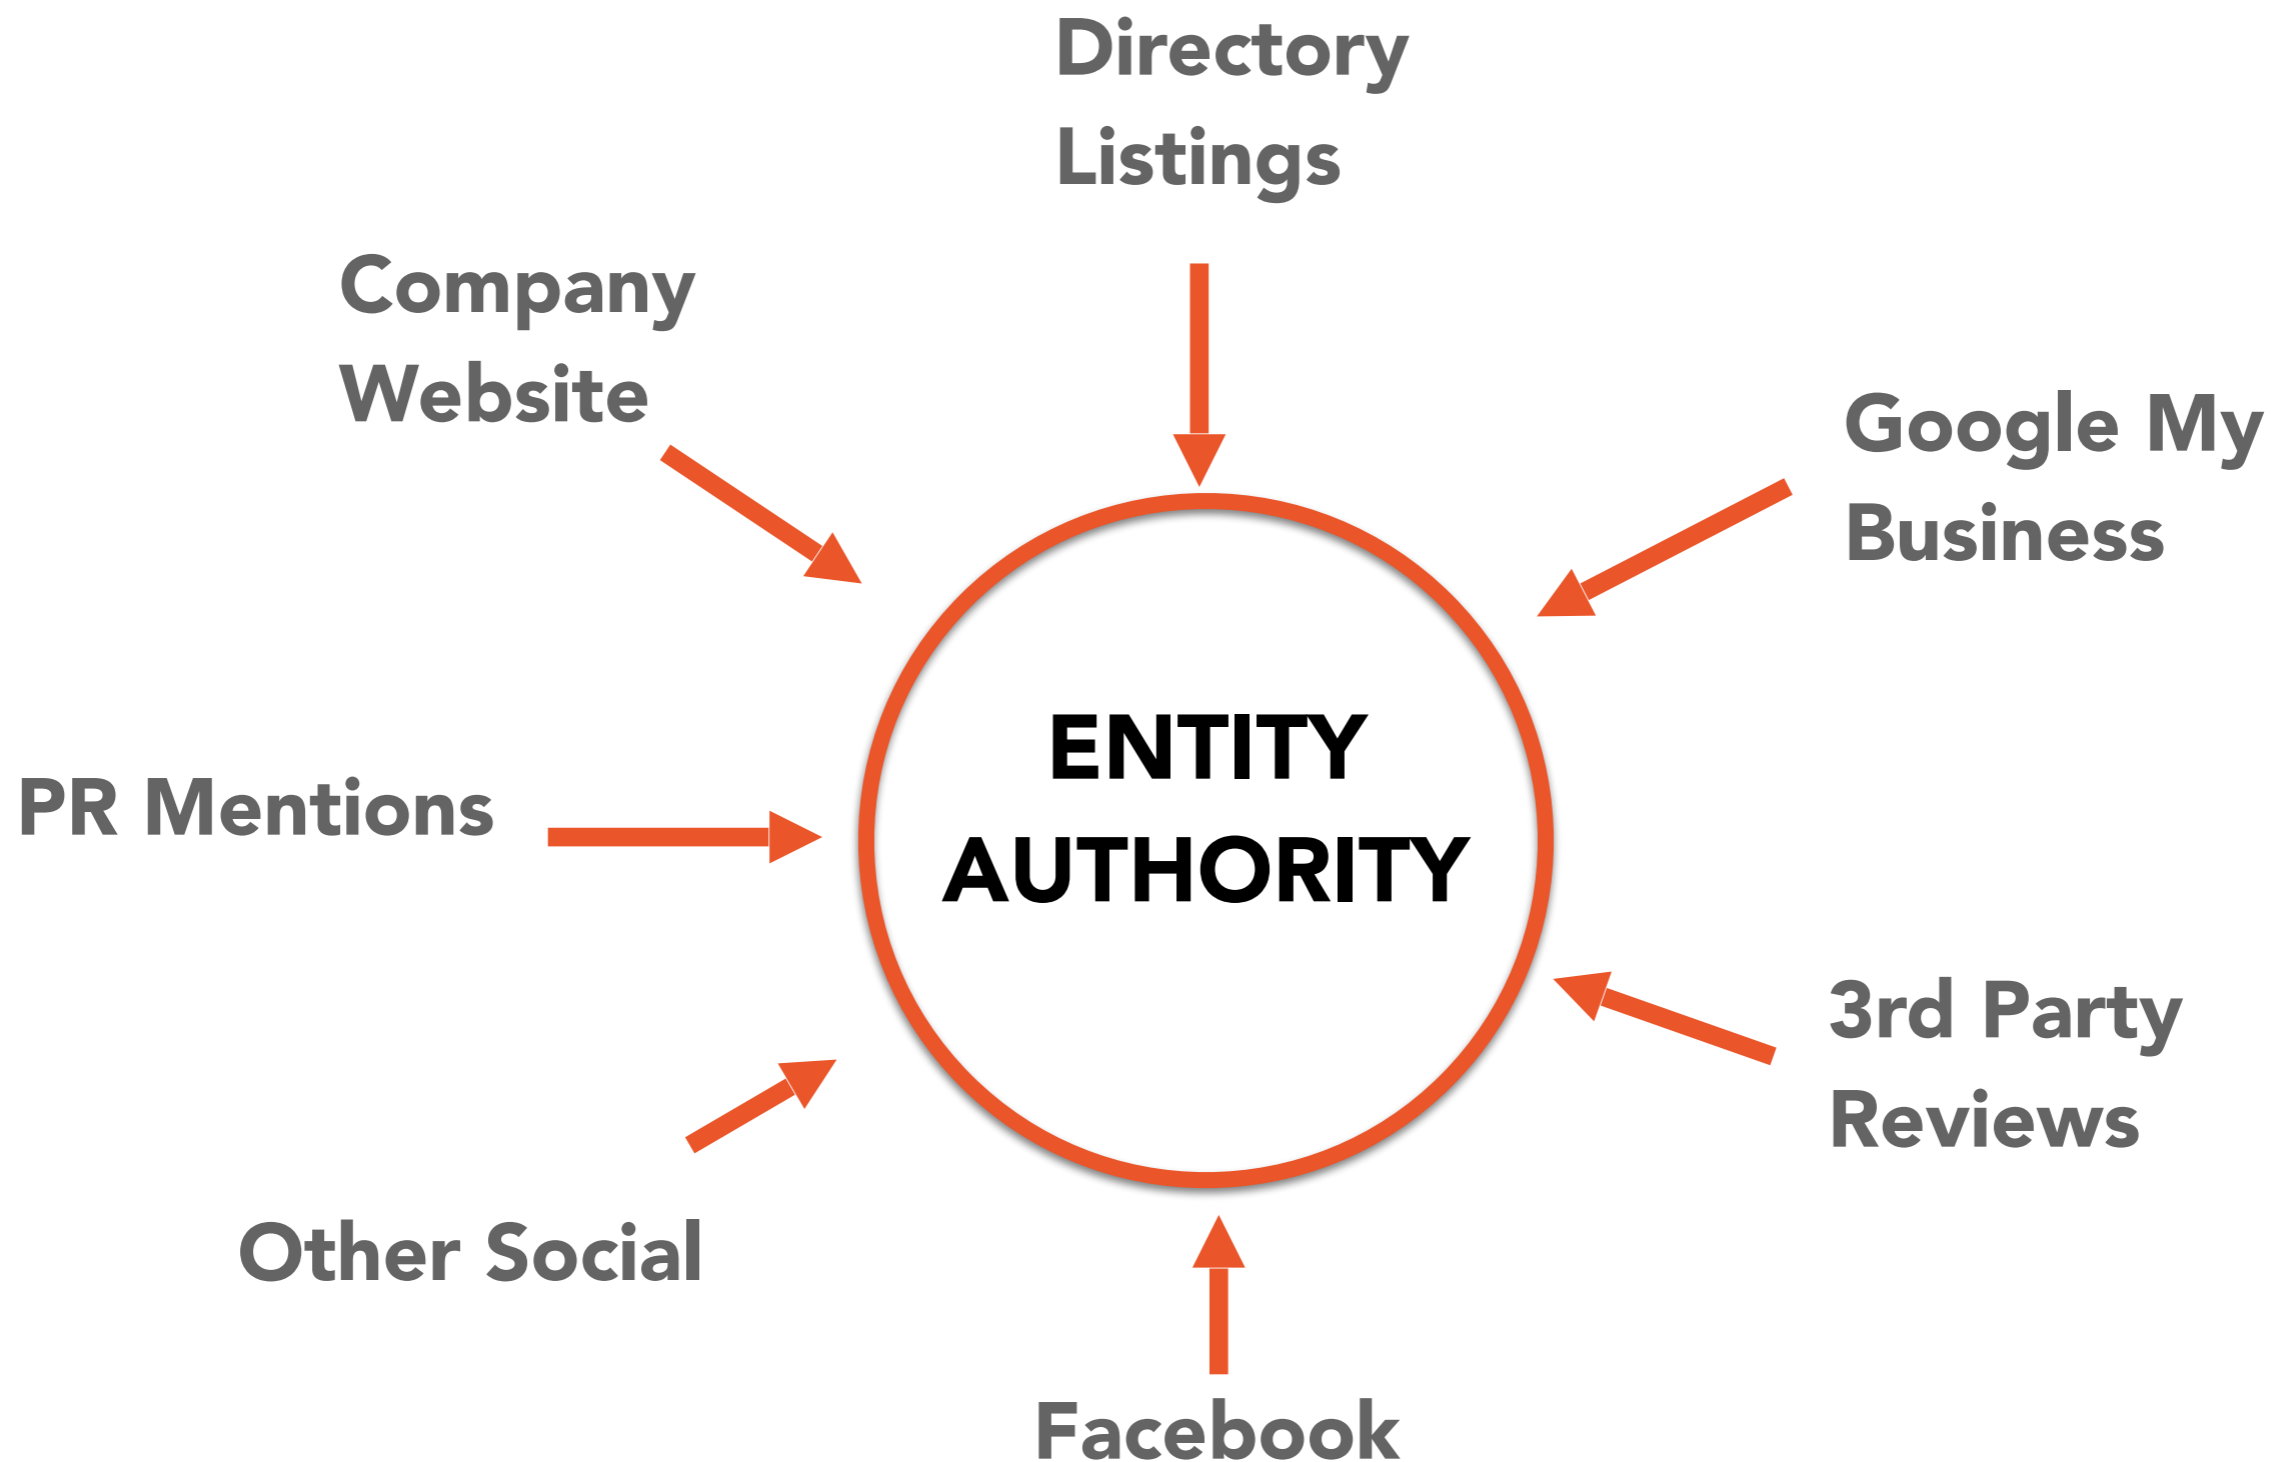 Directory
Listings
Company
Website
Google My
Business
ENTITY
AUTHORITY
PR Mentions
3rd Party
Reviews
Other Social
Facebook